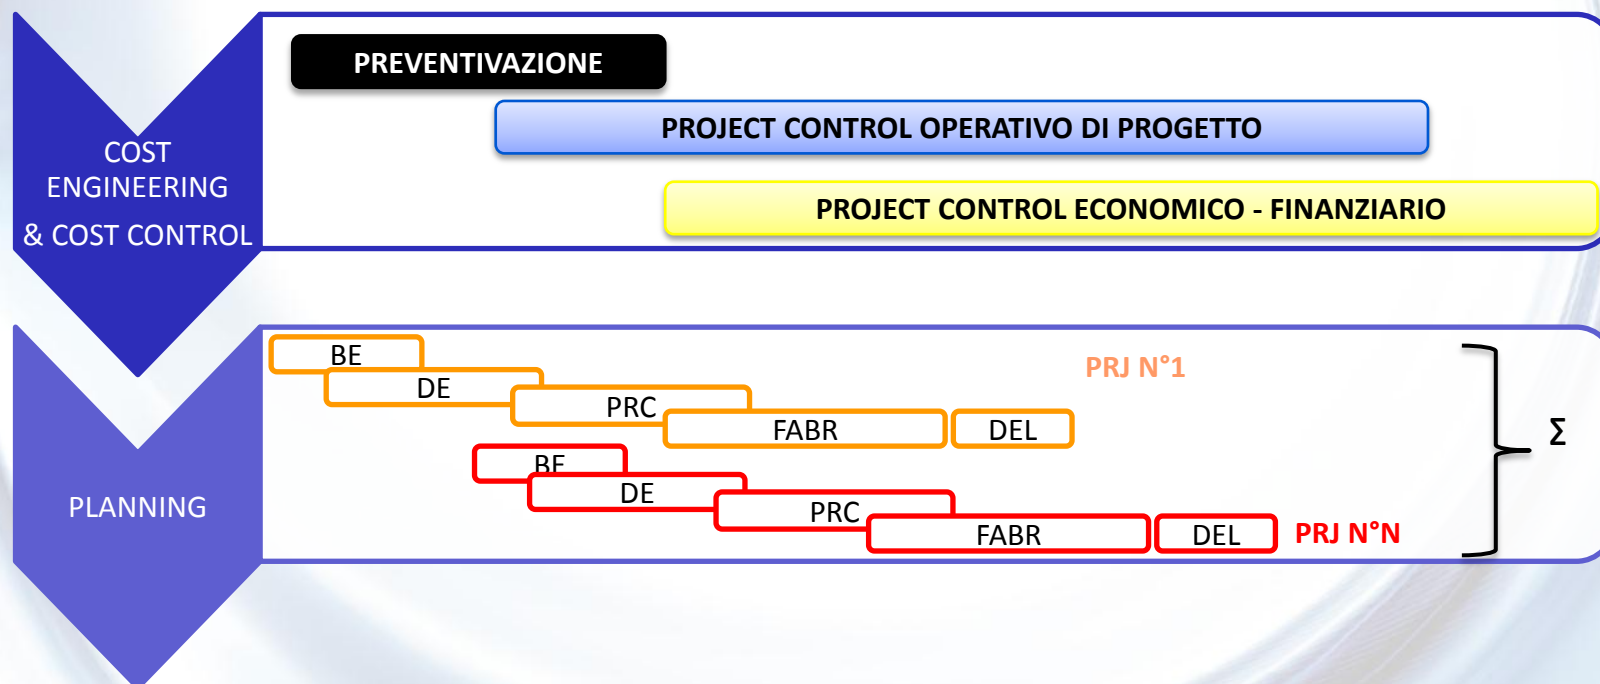 PREVENTIVAZIONE
PROJECT CONTROL OPERATIVO DI PROGETTO
PROJECT CONTROL ECONOMICO - FINANZIARIO
COST
ENGINEERING
& COST CONTROL
PLANNING
BE
DE
PRC
FABR
DEL
PRJ N°1
BE
DE
PRC
FABR
DEL
PRJ N°N
Σ